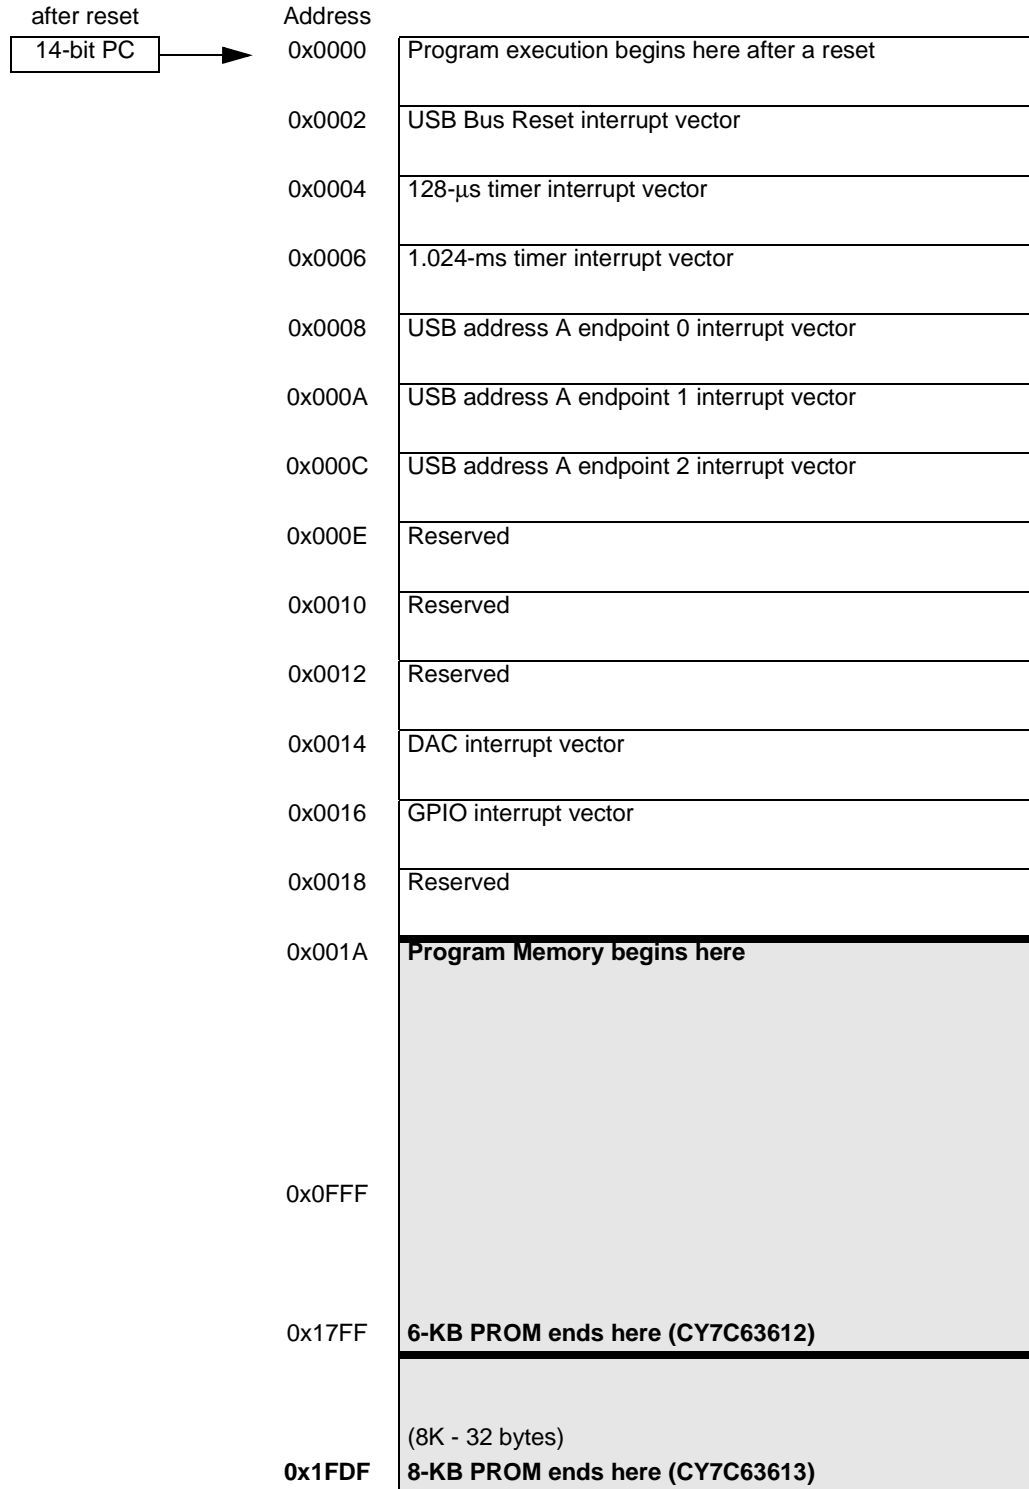 after reset Address
14-bit PC 0x0000 Program execution begins here after a reset
0x0002 USB Bus Reset interrupt vector
0x0004 128-μs timer interrupt vector
0x0006 1.024-ms timer interrupt vector
0x0008 USB address A endpoint 0 interrupt vector
0x000A USB address A endpoint 1 interrupt vector
0x000C USB address A endpoint 2 interrupt vector
0x000E Reserved
0x0010 Reserved
0x0012 Reserved
0x0014 DAC interrupt vector
0x0016 GPIO interrupt vector
0x0018 Reserved
0x001A Program Memory begins here
0x0FFF
0x17FF 6-KB PROM ends here (CY7C63612)
(8K - 32 bytes)
0x1FDF 8-KB PROM ends here (CY7C63613)